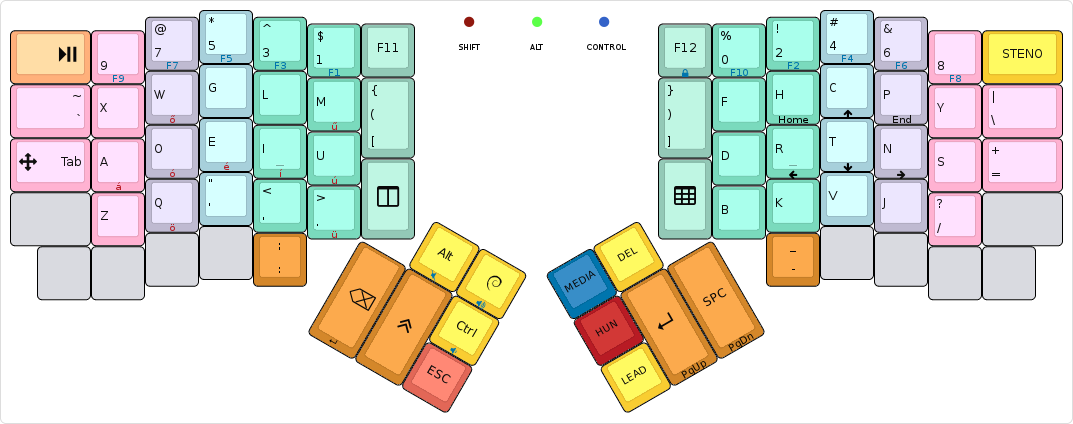 SHIFT ALT CONTROL
9 F9
@ 7 F7
* 5 F5
^ 3 F3
$ 1 F1
F11
F12
% 0 F10
! 2 F2
# 4 F4
& 6 F6
8 F8
STENO
~ `
X
W ő
G
L
M ű
{ ( [
} ) ]
F
H Home
C
P End
Y
| \
Tab
A á
O ó
E é
I í
U ú
D
R
T
N
S
+ =
Z
Q ö
" '
< ,
> . ü
B
K
V
J
? /
; :
_ -
Alt
Ctrl
ESC
MEDIA
DEL
HUN
LEAD
SPC
PgUp
PgDn